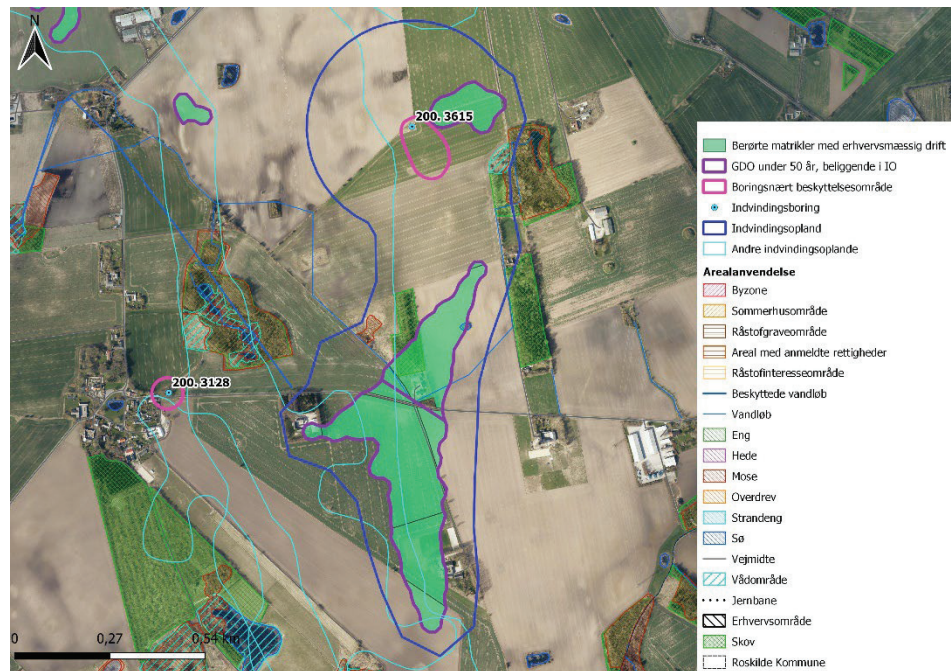 N
200. 3615
200. 3128
0
0,27
0,54 km
Berørte matrikler med erhvervsmæssig drift
GDO under 50 år, beliggende i IO
Boringsnært beskyttelsesområde
Indvindingsboring
Indvindingsopland
Andre indvindingsoplande
Arealanvendelse
Byzone
Sommerhusområde
Råstofgraveområde
Areal med anmeldte rettigheder
Råstofinteresseområde
Beskyttede vandløb
Vandløb
Eng
Hede
Mose
Overdrev
Strandeng
Sø
Vejmidte
Vådområde
Jernbane
Erhvervsområde
Skov
Roskilde Kommune